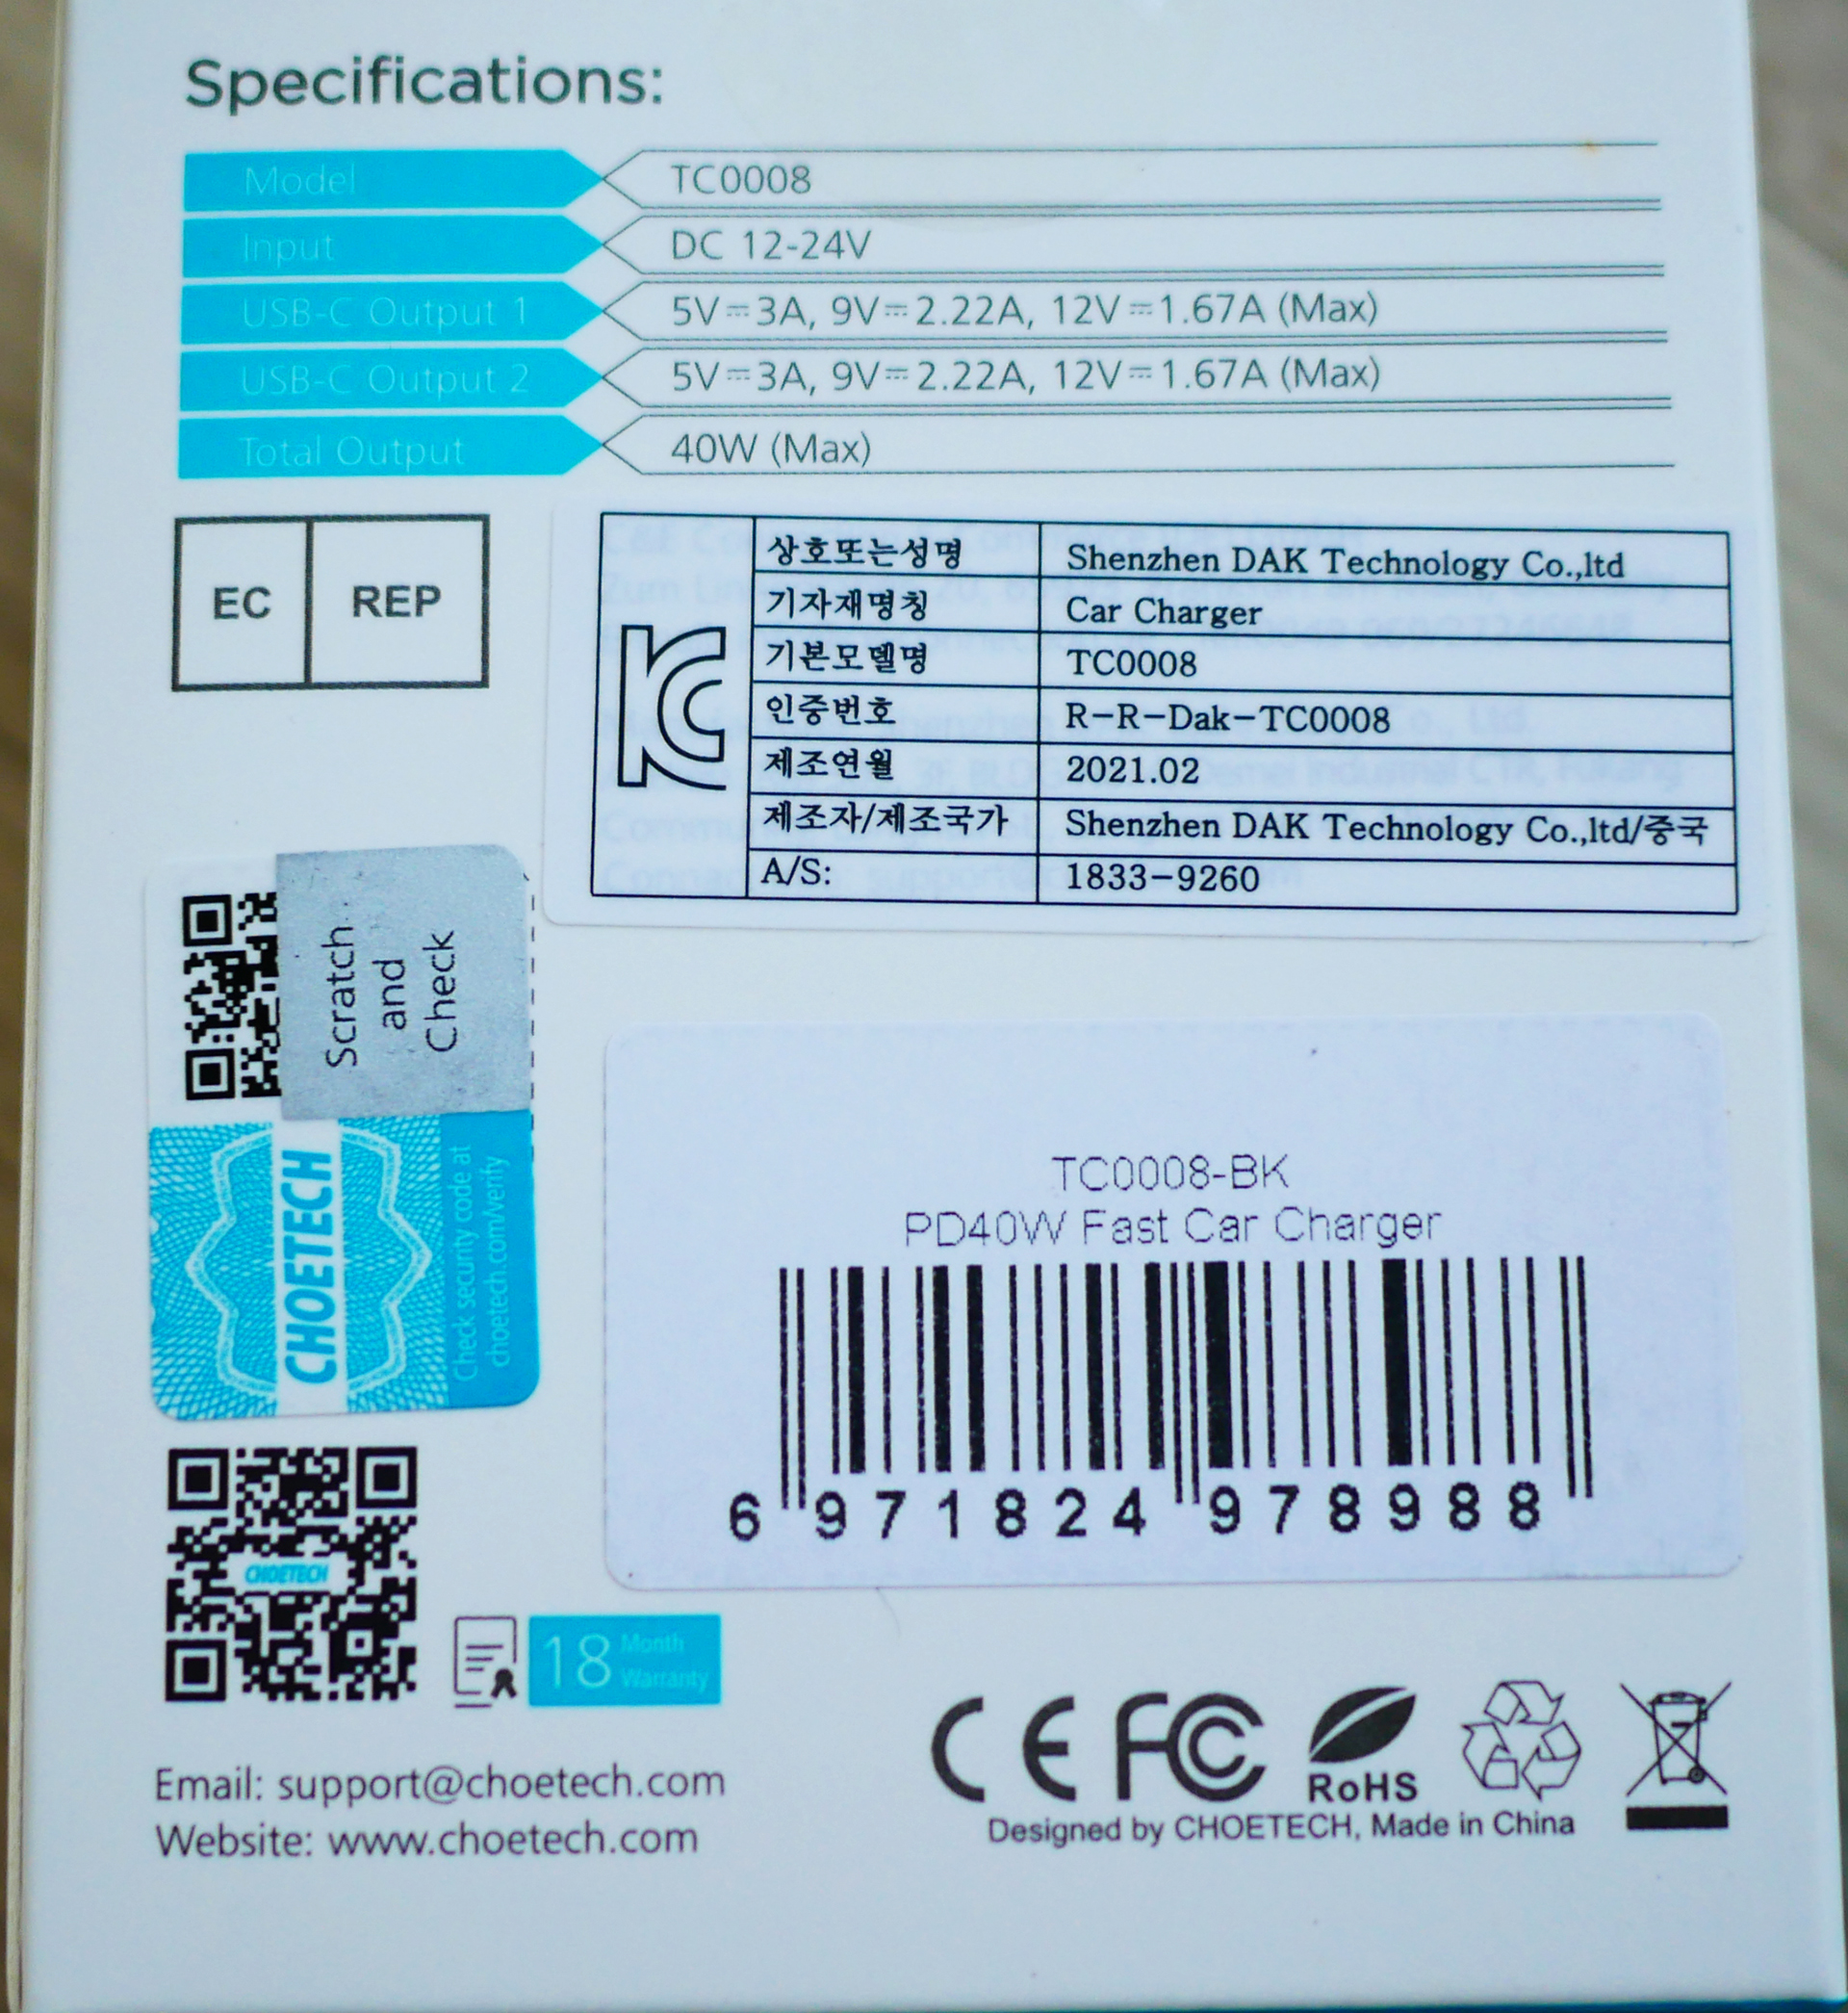 Specifications:
Model TC0008
Input DC 12-24V
USB-C Output 1 5V⎓3A, 9V⎓2.22A, 12V⎓1.67A (Max)
USB-C Output 2 5V⎓3A, 9V⎓2.22A, 12V⎓1.67A (Max)
Total Output 40W (Max)
EC REP
상호또는성명 Shenzhen DAK Technology Co.,ltd
기자재명칭 Car Charger
기본모델명 TC0008
인증번호 R-R-Dak-TC0008
제조연월 2021.02
제조자/제조국가 Shenzhen DAK Technology Co.,ltd/중국
A/S: 1833-9260
Scratch
and
Check
CHOETECH
Check security code at
choetech.com/verify
TC0008-BK
PD40W Fast Car Charger
6 971824 978988
CHOETECH
18 Month
Warranty
CE FC RoHS
Email: support@choetech.com
Website: www.choetech.com
Designed by CHOETECH, Made in China